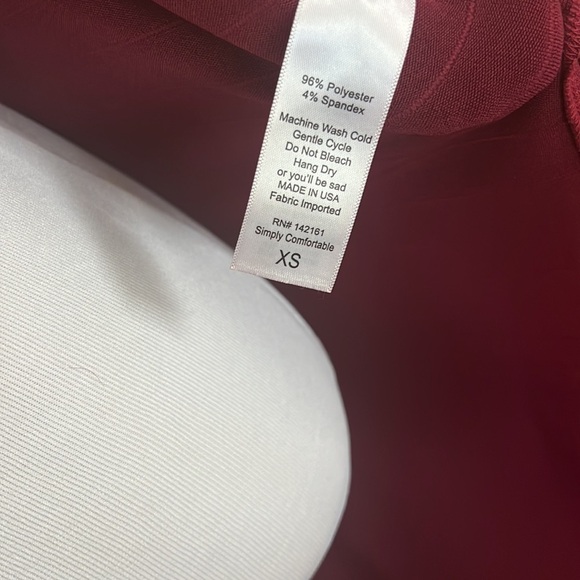 96% Polyester
4% Spandex
Machine Wash Cold
Gentle Cycle
Do Not Bleach
Hang Dry
or you'll be sad
MADE IN USA
Fabric Imported
RN# 142161
Simply Comfortable
XS